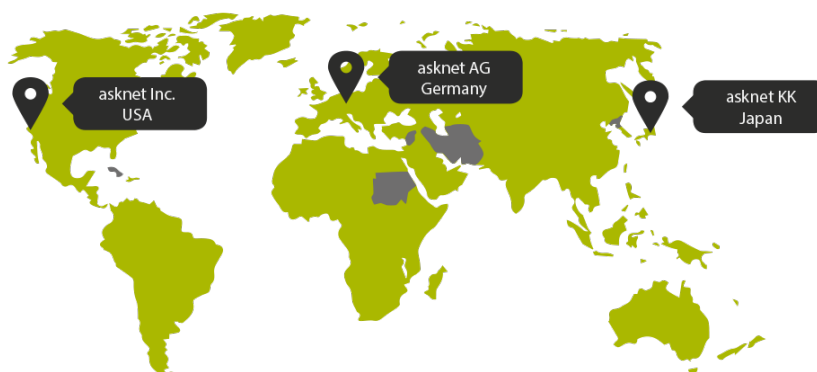 asknet Inc.
USA
asknet AG
Germany
asknet KK
Japan